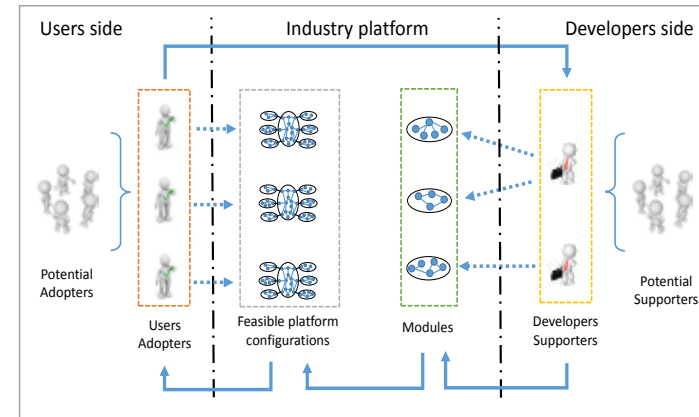 Users side
Industry platform
Developers side
Potential
Adopters
Users
Adopters
Feasible platform
configurations
Modules
Developers
Supporters
Potential
Supporters